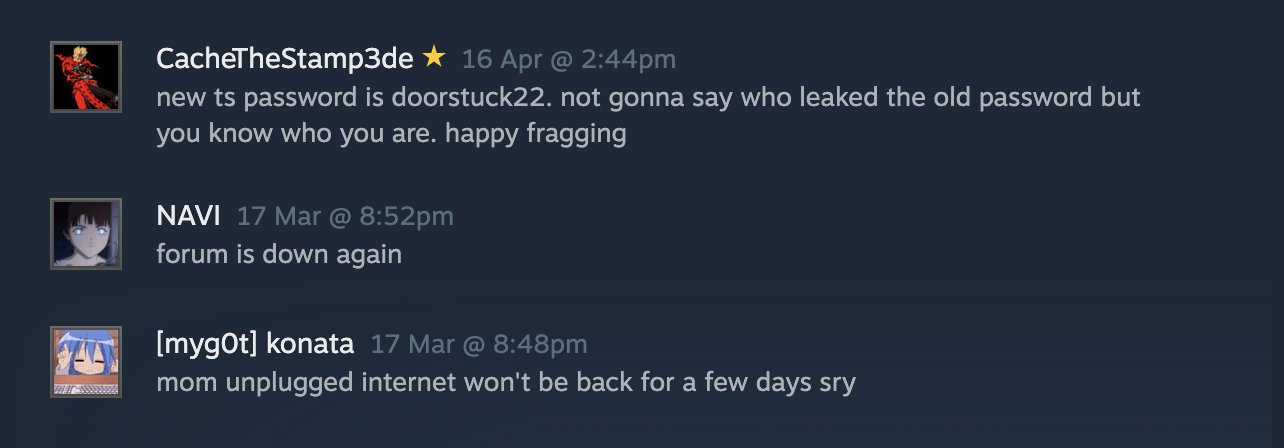 CacheTheStamp3de ★ 16 Apr @ 2:44pm
new ts password is doorstuck22. not gonna say who leaked the old password but
you know who you are. happy fragging
NAVI 17 Mar @ 8:52pm
forum is down again
[myg0t] konata 17 Mar @ 8:48pm
mom unplugged internet won't be back for a few days sry